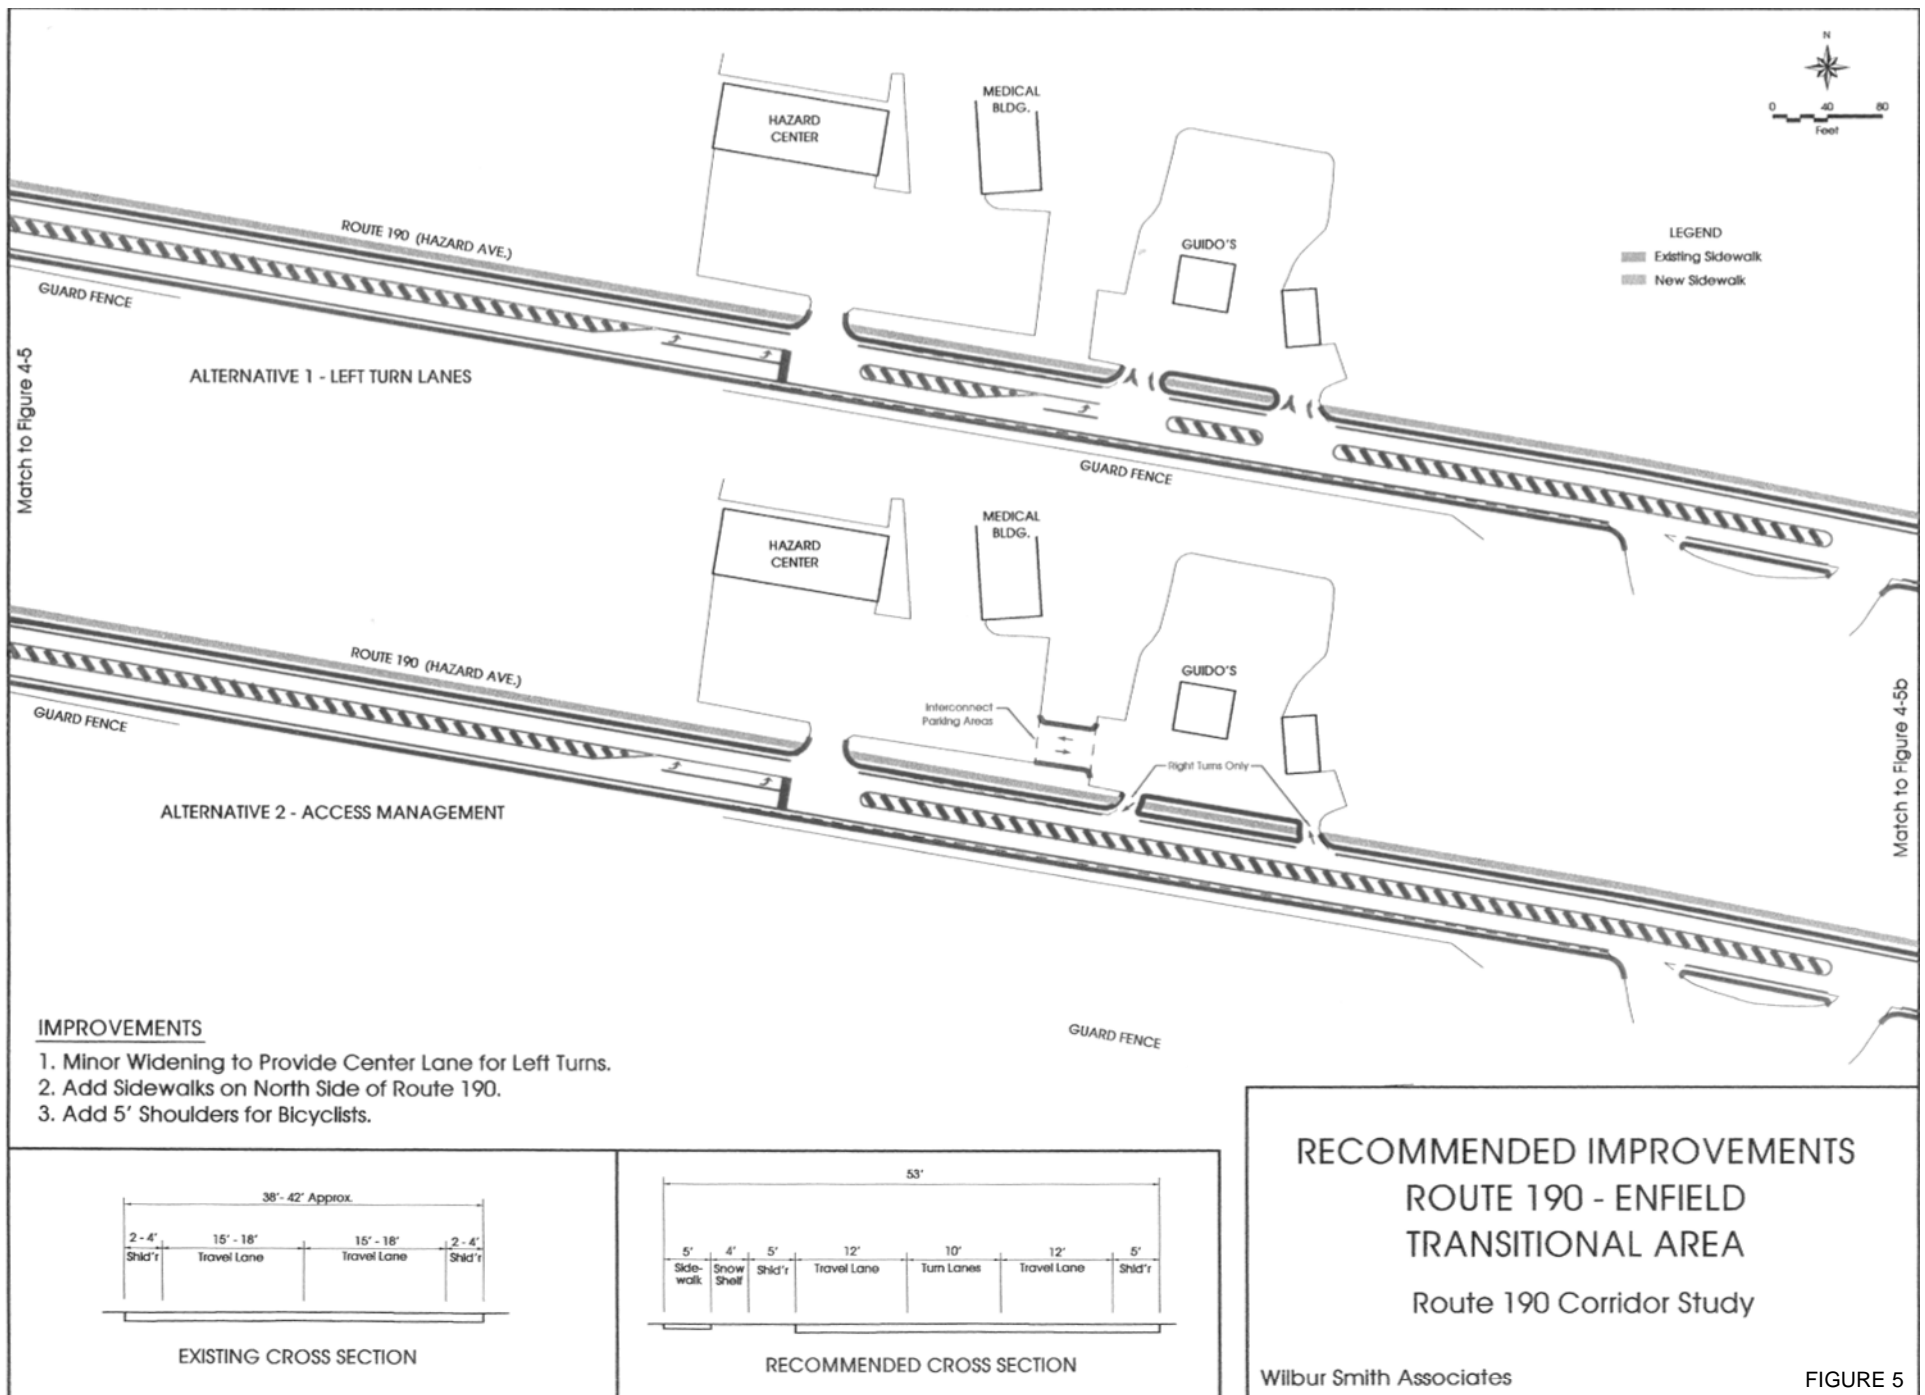 N
0 40 80
Feet
HAZARD
CENTER
MEDICAL
BLDG.
GUIDO'S
LEGEND
Existing Sidewalk
New Sidewalk
ROUTE 190 (HAZARD AVE.)
GUARD FENCE
Match to Figure 4-5
ALTERNATIVE 1 - LEFT TURN LANES
GUARD FENCE
HAZARD
CENTER
MEDICAL
BLDG.
GUIDO'S
ROUTE 190 (HAZARD AVE.)
GUARD FENCE
Interconnect
Parking Areas
Right Turns Only
Match to Figure 4-5b
ALTERNATIVE 2 - ACCESS MANAGEMENT
GUARD FENCE
IMPROVEMENTS
1. Minor Widening to Provide Center Lane for Left Turns.
2. Add Sidewalks on North Side of Route 190.
3. Add 5' Shoulders for Bicyclists.
38'- 42' Approx.
2 - 4' 15' - 18' 15' - 18' 2 - 4'
Shld'r Travel Lane Travel Lane Shld'r
EXISTING CROSS SECTION
53'
5' 4' 5' 12' 10' 12' 5'
Side- Snow Shld'r Travel Lane Turn Lanes Travel Lane Shld'r
walk Shelf
RECOMMENDED CROSS SECTION
RECOMMENDED IMPROVEMENTS
ROUTE 190 - ENFIELD
TRANSITIONAL AREA
Route 190 Corridor Study
Wilbur Smith Associates
FIGURE 5